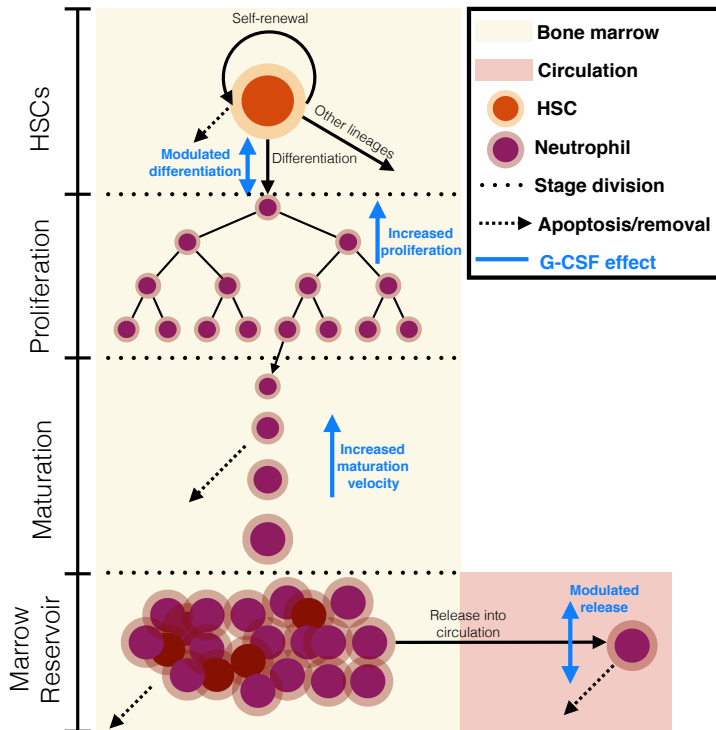 HSCs
Self-renewal
Other lineages
Modulated
differentiation
Differentiation
Proliferation
Increased
proliferation
Maturation
Increased
maturation
velocity
Marrow
Reservoir
Release into
circulation
Modulated
release
Bone marrow
Circulation
HSC
Neutrophil
Stage division
Apoptosis/removal
G-CSF effect